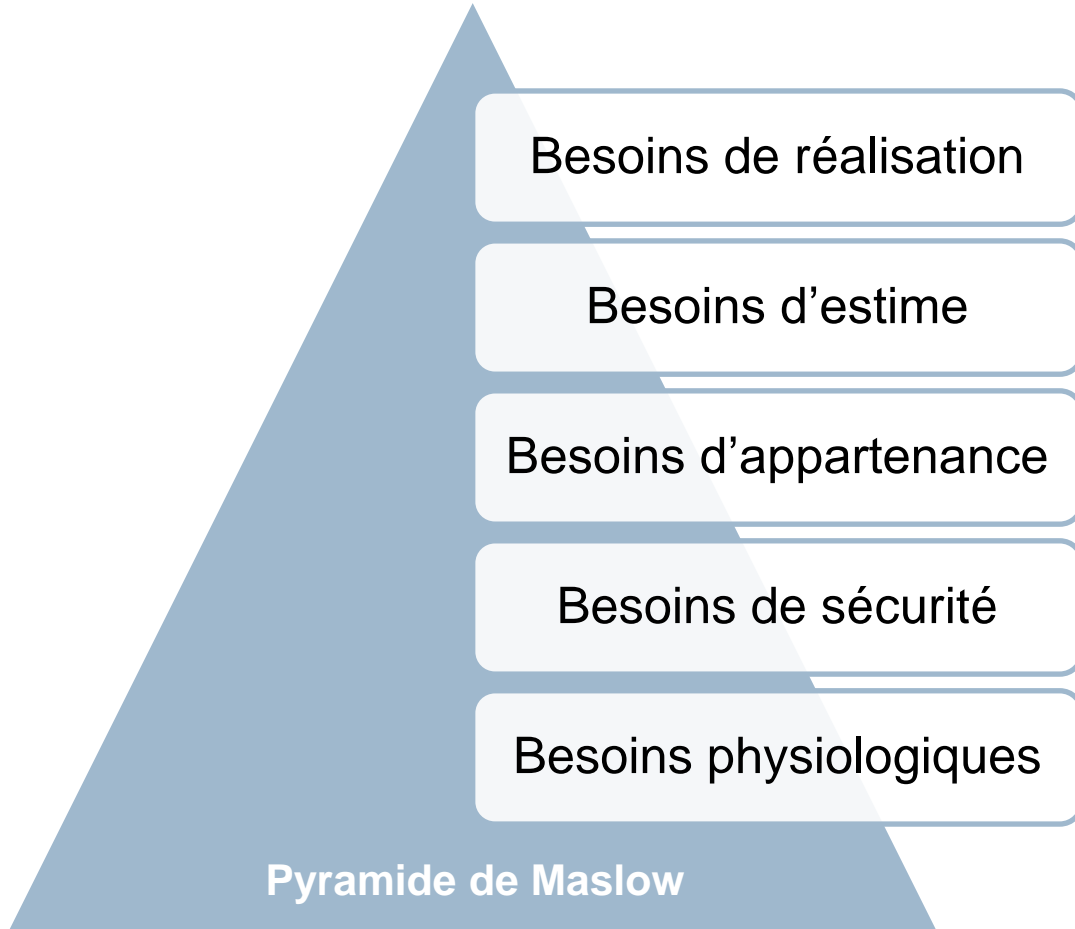 Besoins de réalisation
Besoins d’estime
Besoins d’appartenance
Besoins de sécurité
Besoins physiologiques
Pyramide de Maslow